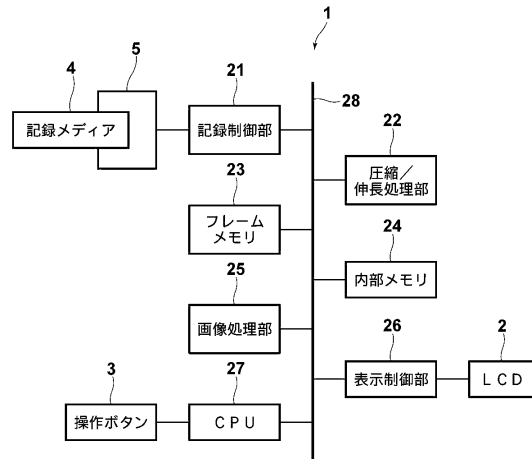 1
5
4
21
28
記録メディア
記録制御部
22
圧縮／
伸長処理部
23
フレーム
メモリ
24
内部メモリ
25
画像処理部
26
2
表示制御部
LCD
3
27
操作ボタン
CPU